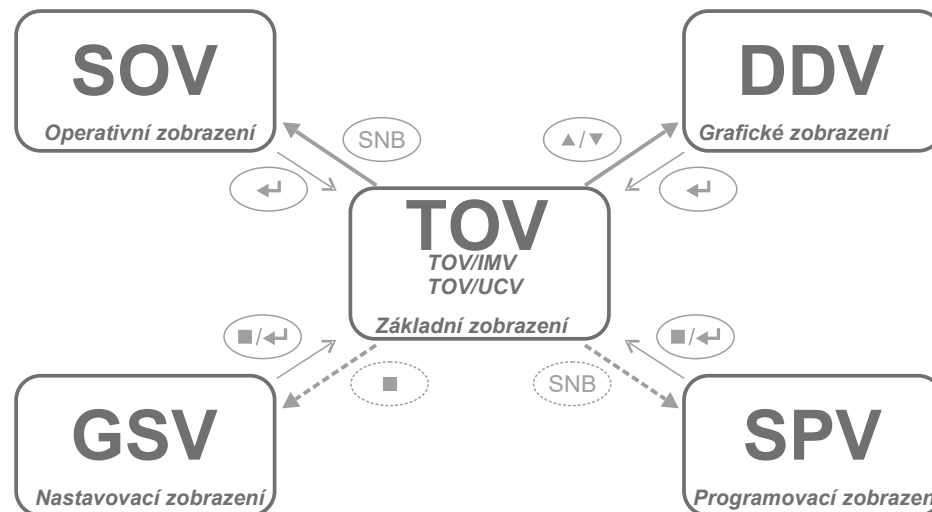 SOV
Operativní zobrazení
DDV
Grafické zobrazení
SNB
▲/▼
↵
↵
TOV
TOV/IMV
TOV/UCV
Základní zobrazení
■/↵
■/↵
■
SNB
GSV
Nastavovací zobrazení
SPV
Programovací zobrazen